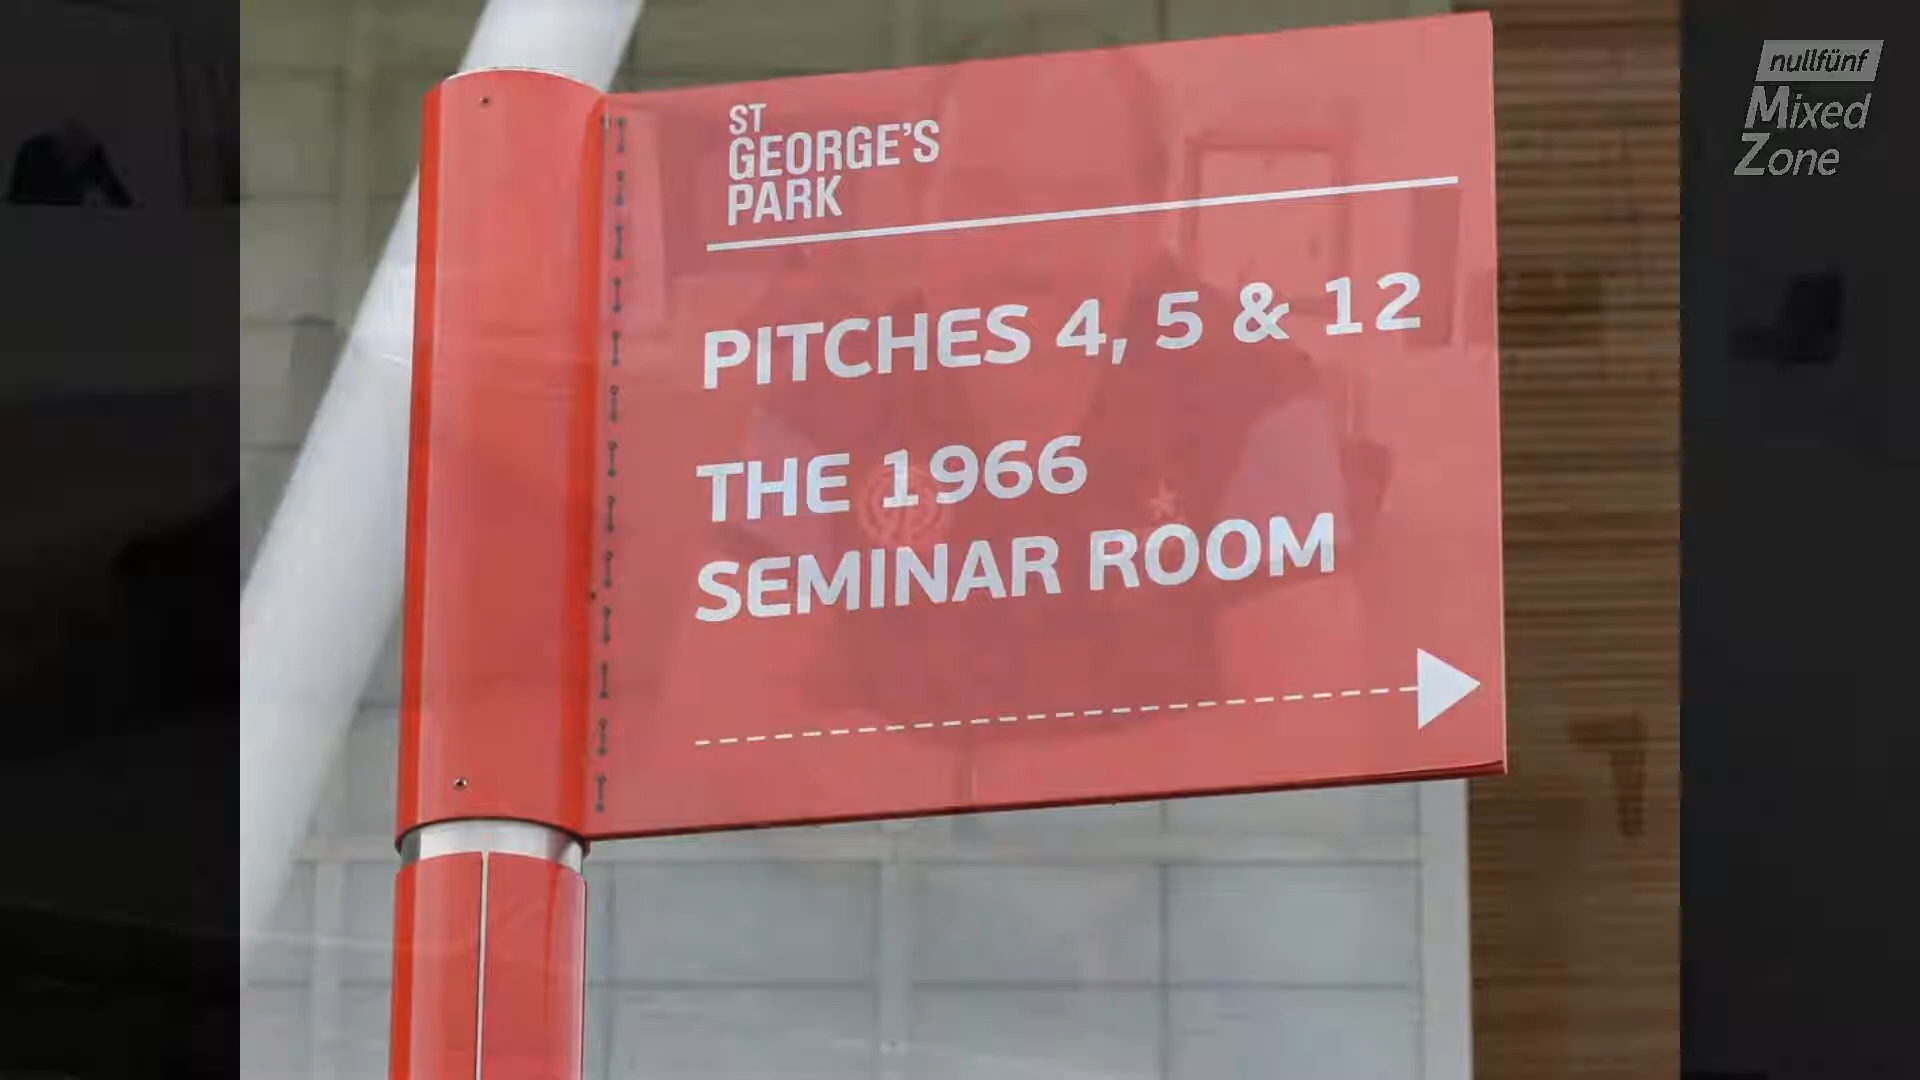 nullfünf
Mixed
Zone
ST
GEORGE'S
PARK
PITCHES 4, 5 & 12
THE 1966
SEMINAR ROOM